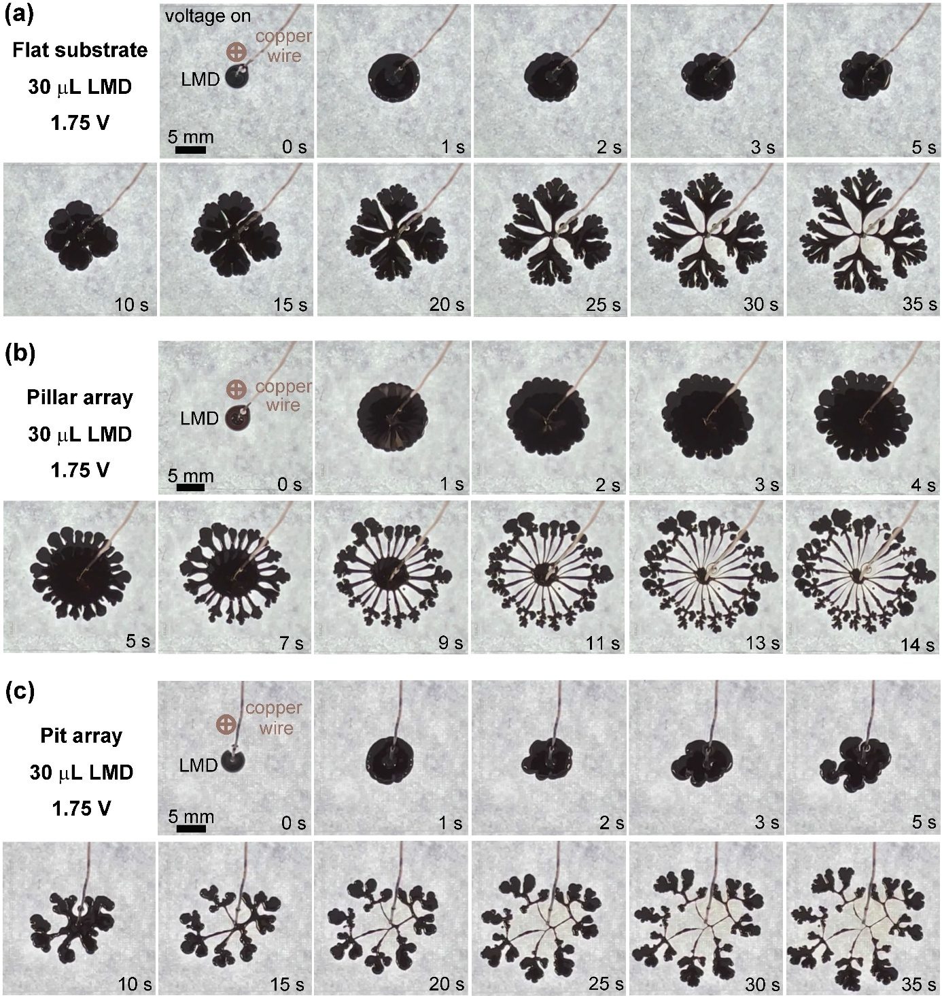 (a)
Flat substrate
30 μL LMD
1.75 V
voltage on
copper
wire
LMD
5 mm
0 s
1 s
2 s
3 s
5 s
10 s
15 s
20 s
25 s
30 s
35 s
(b)
Pillar array
30 μL LMD
1.75 V
copper
wire
LMD
5 mm
0 s
1 s
2 s
3 s
4 s
5 s
7 s
9 s
11 s
13 s
14 s
(c)
Pit array
30 μL LMD
1.75 V
copper
wire
LMD
5 mm
0 s
1 s
2 s
3 s
5 s
10 s
15 s
20 s
25 s
30 s
35 s